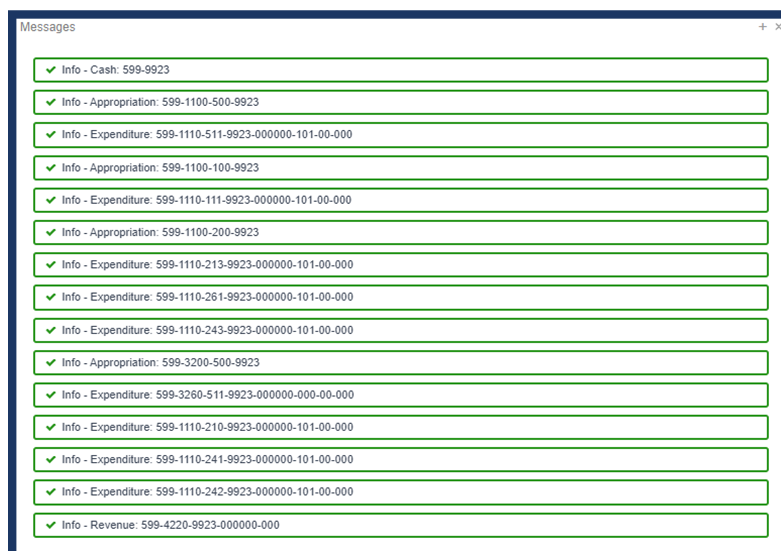 Messages
Info - Cash: 599-9923
Info - Appropriation: 599-1100-500-9923
Info - Expenditure: 599-1110-511-9923-000000-101-00-000
Info - Appropriation: 599-1100-100-9923
Info - Expenditure: 599-1110-111-9923-000000-101-00-000
Info - Appropriation: 599-1100-200-9923
Info - Expenditure: 599-1110-213-9923-000000-101-00-000
Info - Expenditure: 599-1110-261-9923-000000-101-00-000
Info - Expenditure: 599-1110-243-9923-000000-101-00-000
Info - Appropriation: 599-3200-500-9923
Info - Expenditure: 599-3260-511-9923-000000-000-00-000
Info - Expenditure: 599-1110-210-9923-000000-101-00-000
Info - Expenditure: 599-1110-241-9923-000000-101-00-000
Info - Expenditure: 599-1110-242-9923-000000-101-00-000
Info - Revenue: 599-4220-9923-000000-000